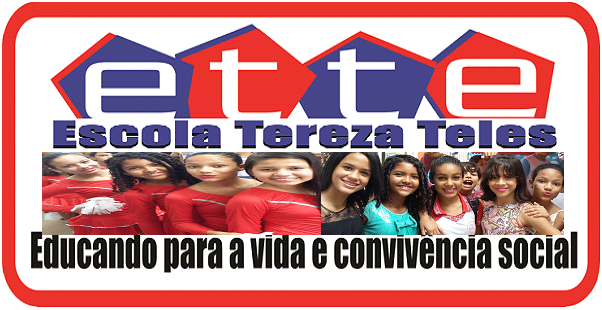 ette
Escola Tereza Teles
Educando para a vida e convivência social